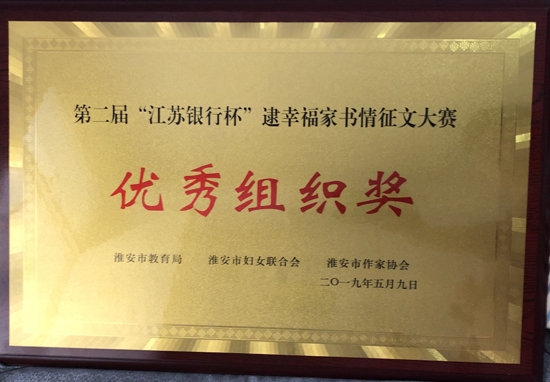 第二届“江苏银行杯”逮幸福家书情征文大赛
优秀组织奖
淮安市教育局 淮安市妇女联合会 淮安市作家协会
二〇一九年五月九日